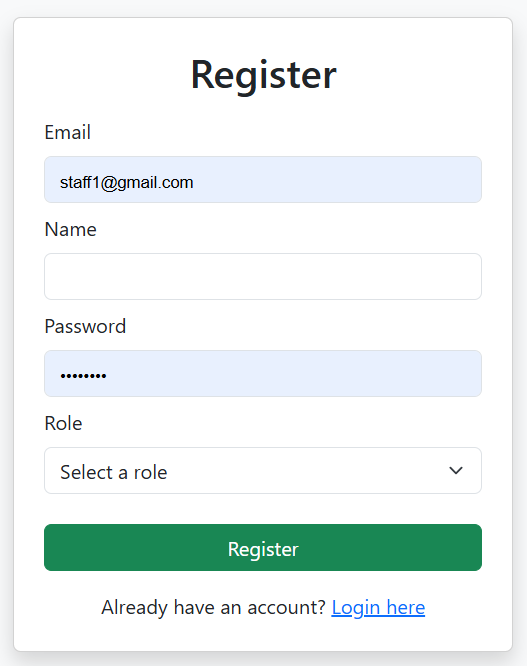 Register
Email
staff1@gmail.com
Name
Password
••••••••
Role
Select a role
Register
Already have an account? Login here